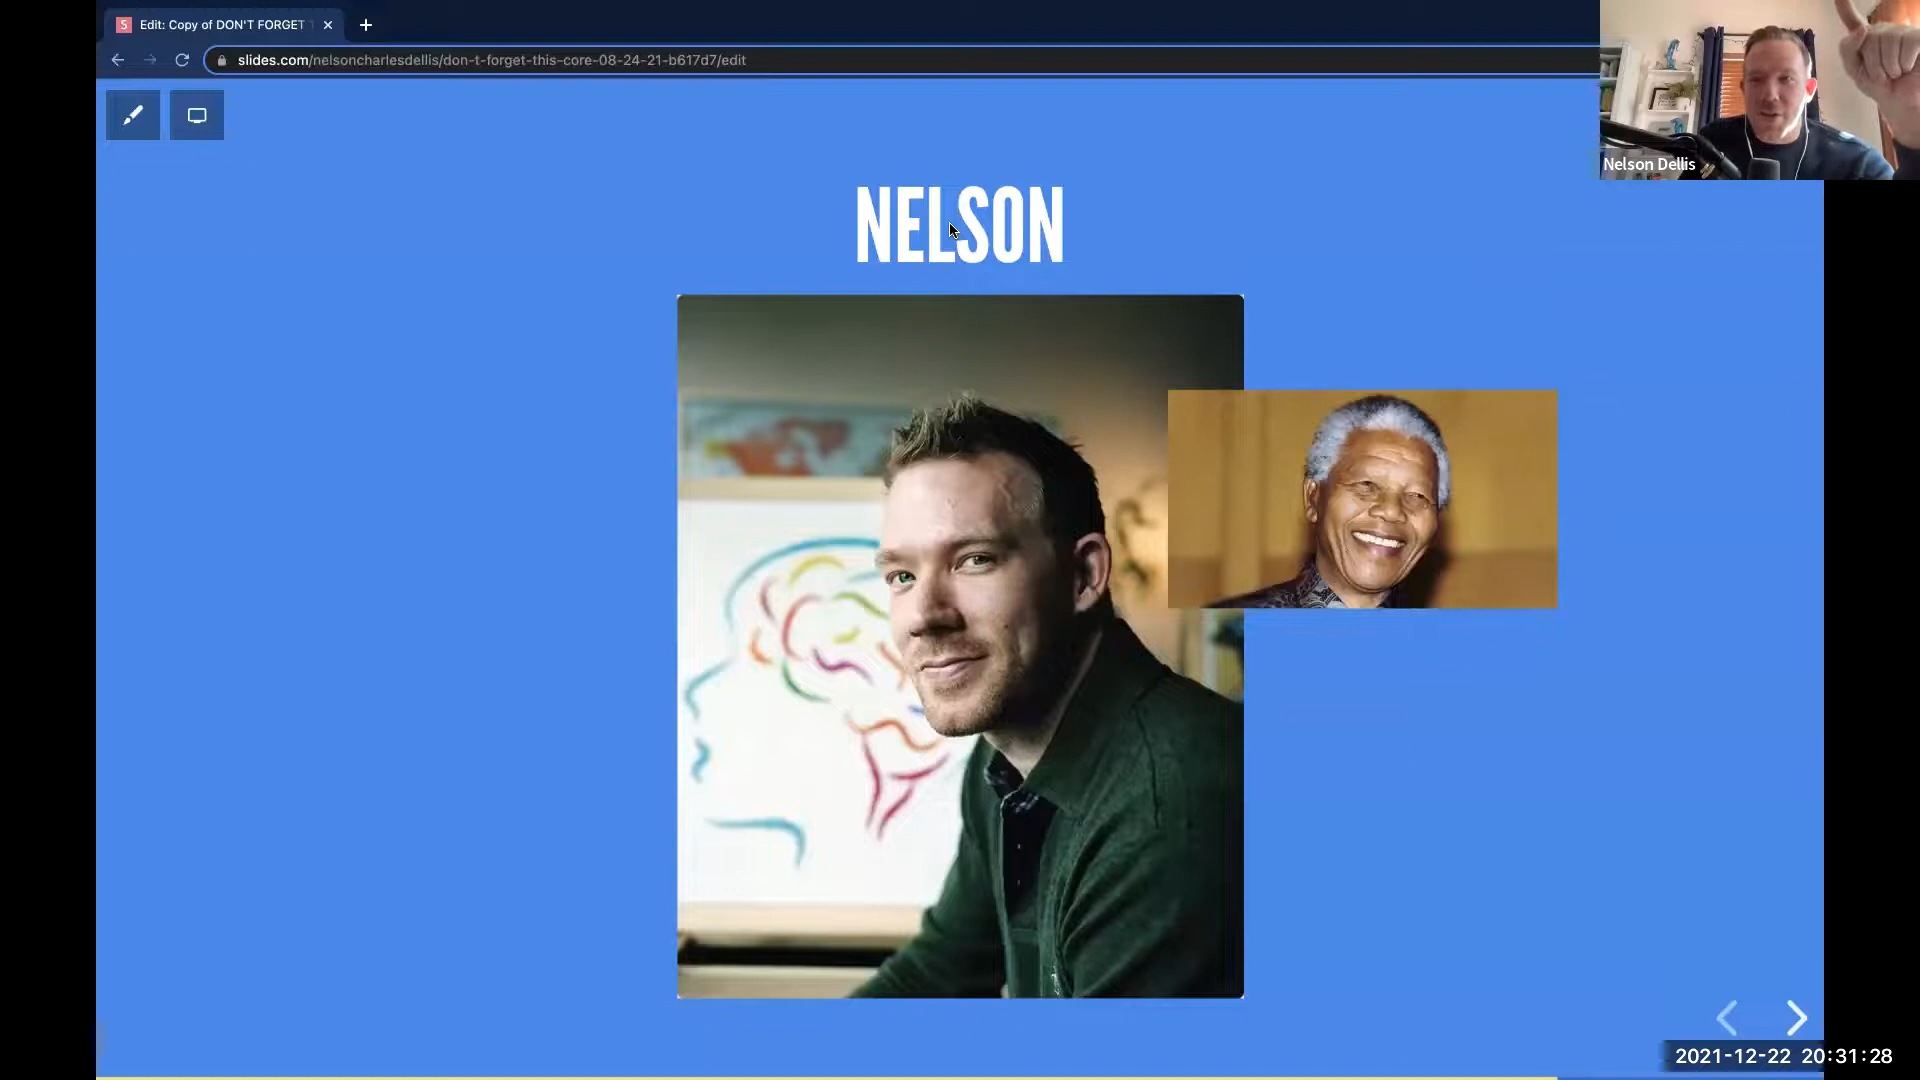 S
Edit: Copy of DON'T FORGET
slides.com/nelsoncharlesdellis/don-t-forget-this-core-08-24-21-b617d7/edit
Nelson Dellis
NELSON
2021-12-22 20:31:28